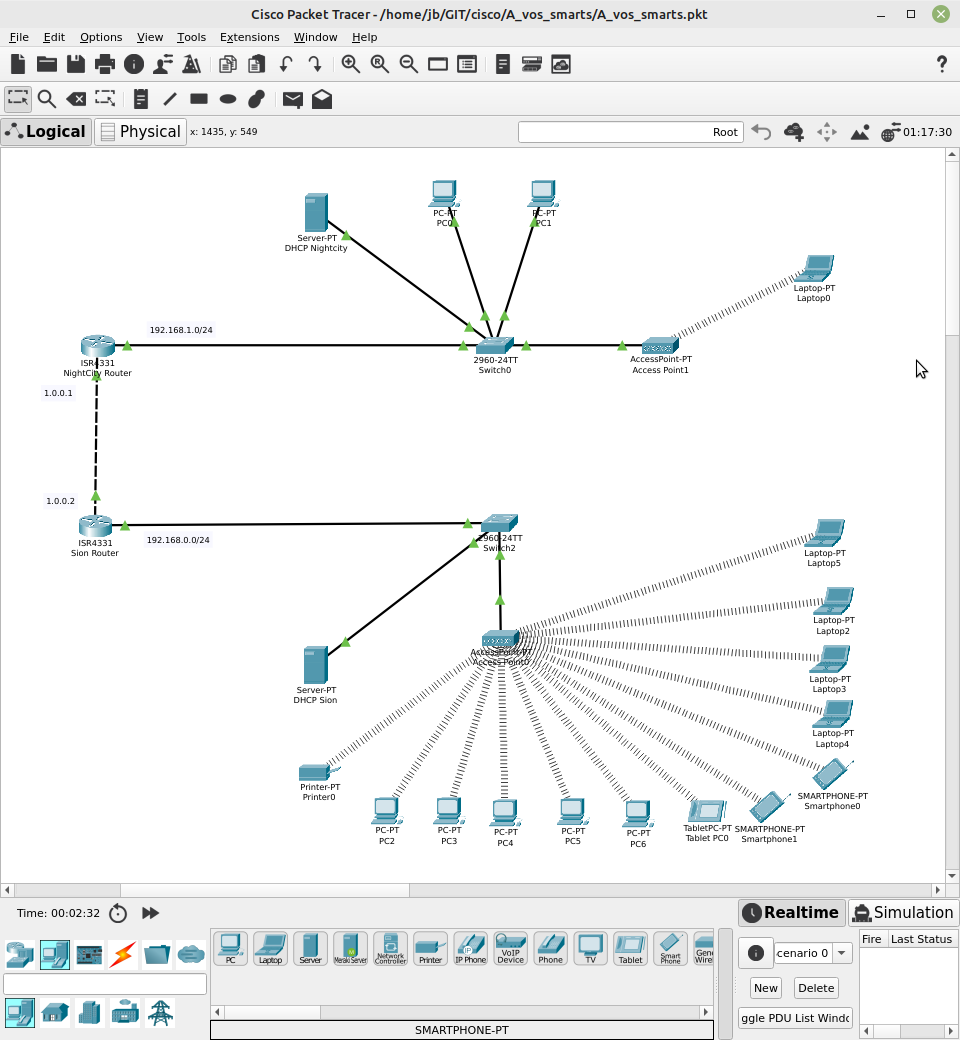 Cisco Packet Tracer - /home/jb/GIT/cisco/A_vos_smarts/A_vos_smarts.pkt
File Edit Options View Tools Extensions Window Help
Logical Physical x: 1435, y: 549 Root 01:17:30
PC-PT
PC0
PC-PT
PC1
Server-PT
DHCP Nightcity
Laptop-PT
Laptop0
192.168.1.0/24
ISR4331
NightCity Router
2960-24TT
Switch0
AccessPoint-PT
Access Point1
1.0.0.1
1.0.0.2
ISR4331
Sion Router
192.168.0.0/24
2960-24TT
Switch2
Laptop-PT
Laptop5
Laptop-PT
Laptop2
AccessPoint-PT
Access Point0
Laptop-PT
Laptop3
Server-PT
DHCP Sion
Laptop-PT
Laptop4
Printer-PT
Printer0
SMARTPHONE-PT
Smartphone0
PC-PT
PC2
PC-PT
PC3
PC-PT
PC4
PC-PT
PC5
PC-PT
PC6
TabletPC-PT
Tablet PC0
SMARTPHONE-PT
Smartphone1
Time: 00:02:32
Realtime Simulation
PC Laptop Server Meraki Server Network Controller Printer IP Phone VoIP Device Phone TV Tablet Smart Phone
SMARTPHONE-PT
cenario 0
New Delete
ggle PDU List Windo
Fire Last Status